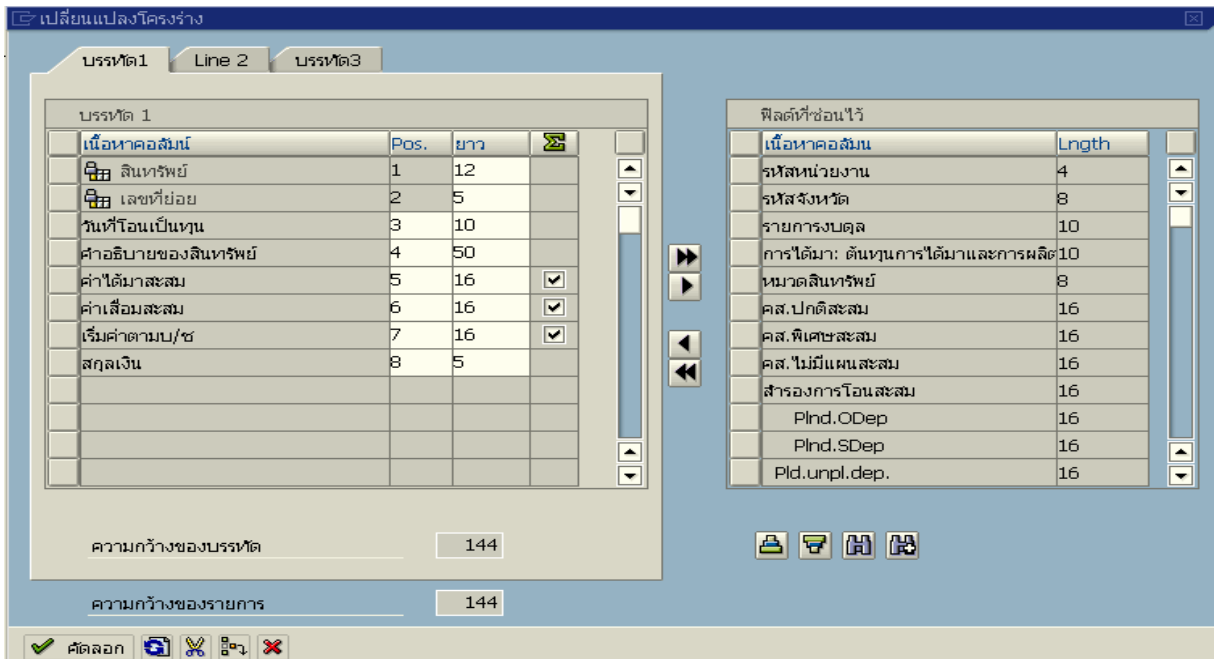 เปลี่ยนแปลงโครงร่าง
บรรทัด1 Line 2 บรรทัด3
บรรทัด 1
เนื้อหาคอลัมน์ Pos. ยาว
สินทรัพย์ 1 12
เลขที่ย่อย 2 5
วันที่โอนเป็นทุน 3 10
คำอธิบายของสินทรัพย์ 4 50
ค่าได้มาสะสม 5 16
ค่าเสื่อมสะสม 6 16
เริ่มค่าตามบ/ช 7 16
สกุลเงิน 8 5
ความกว้างของบรรทัด 144
ความกว้างของรายการ 144
ฟิลด์ที่ซ่อนไว้
เนื้อหาคอลัมน Lngth
รหัสหน่วยงาน 4
รหัสจังหวัด 8
รายการงบดุล 10
การได้มา: ต้นทุนการได้มาและการผลิต 10
หมวดสินทรัพย์ 8
คส.ปกติสะสม 16
คส.พิเศษสะสม 16
คส.ไม่มีแผนสะสม 16
สำรองการโอนสะสม 16
Plnd.ODep 16
Plnd.SDep 16
Pld.unpl.dep. 16
คัดลอก